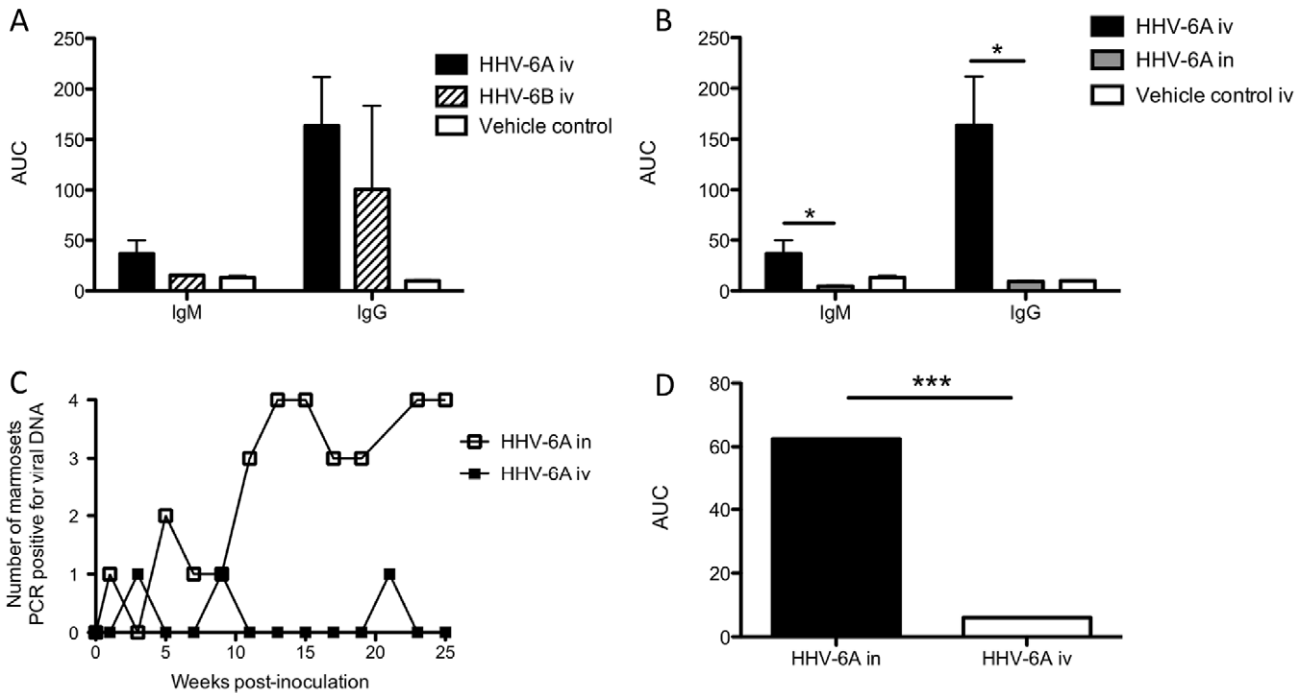 A
250
200
150
100
50
0
AUC
IgM
IgG
HHV-6A iv
HHV-6B iv
Vehicle control
B
250
200
150
100
50
0
AUC
*
*
IgM
IgG
HHV-6A iv
HHV-6A in
Vehicle control iv
C
Number of marmosets
PCR positive for viral DNA
4
3
2
1
0
0
5
10
15
20
25
Weeks post-inoculation
HHV-6A in
HHV-6A iv
D
80
60
40
20
0
AUC
***
HHV-6A in
HHV-6A iv